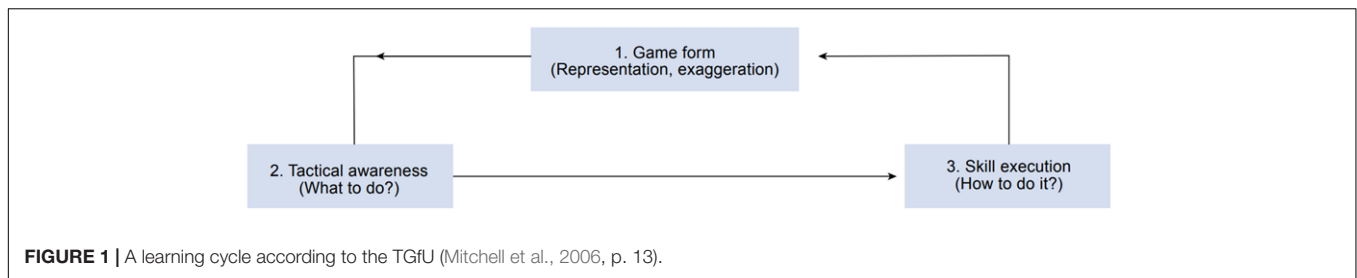 1. Game form
(Representation, exaggeration)
2. Tactical awareness
(What to do?)
3. Skill execution
(How to do it?)
FIGURE 1 | A learning cycle according to the TGfU (Mitchell et al., 2006, p. 13).